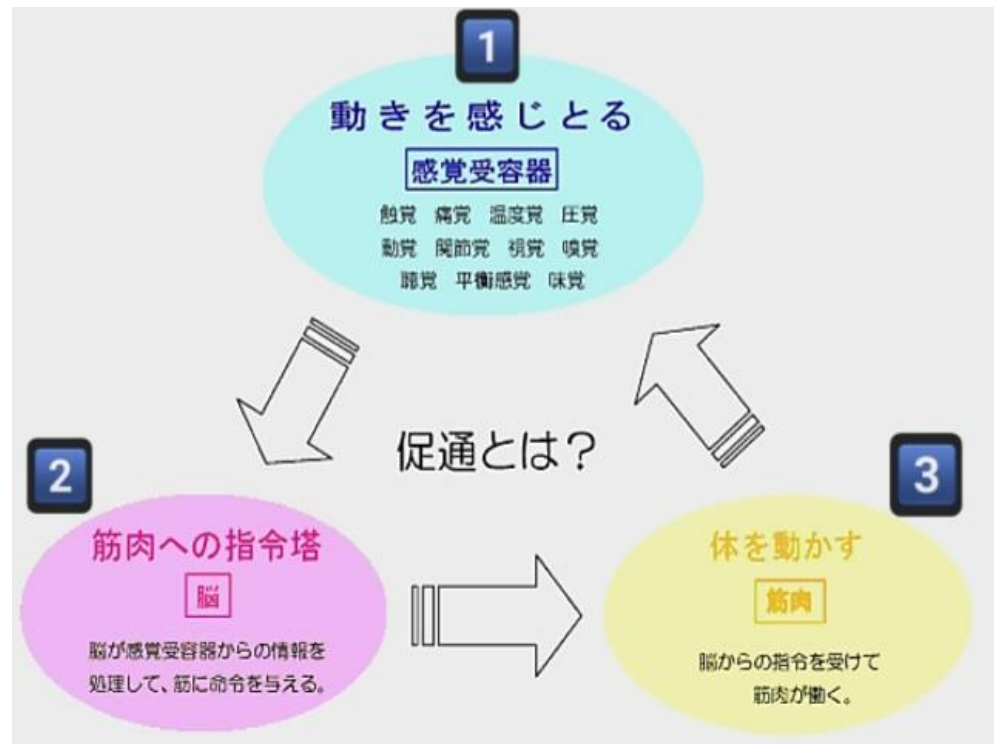 1
動きを感じとる
感覚受容器
触覚 痛覚 温度覚 圧覚
動覚 関節覚 視覚 嗅覚
聴覚 平衡感覚 味覚
促通とは？
2
筋肉への指令塔
脳
脳が感覚受容器からの情報を
処理して、筋に命令を与える。
3
体を動かす
筋肉
脳からの指令を受けて
筋肉が働く。